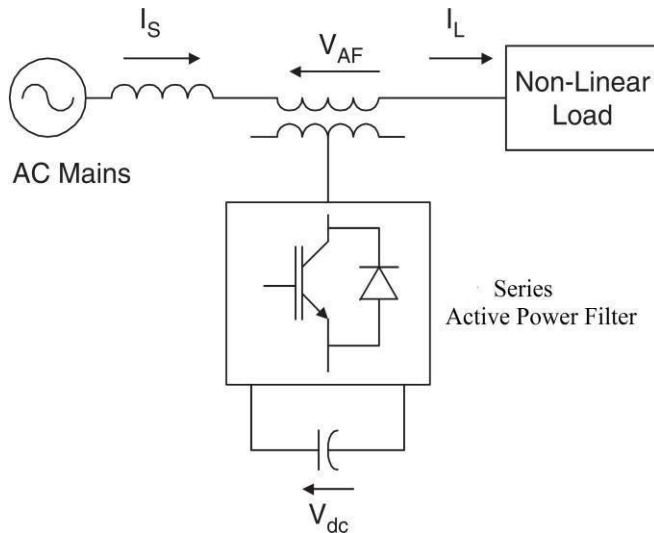 I_S
V_AF
I_L
Non-Linear
Load
AC Mains
Series
Active Power Filter
V_dc